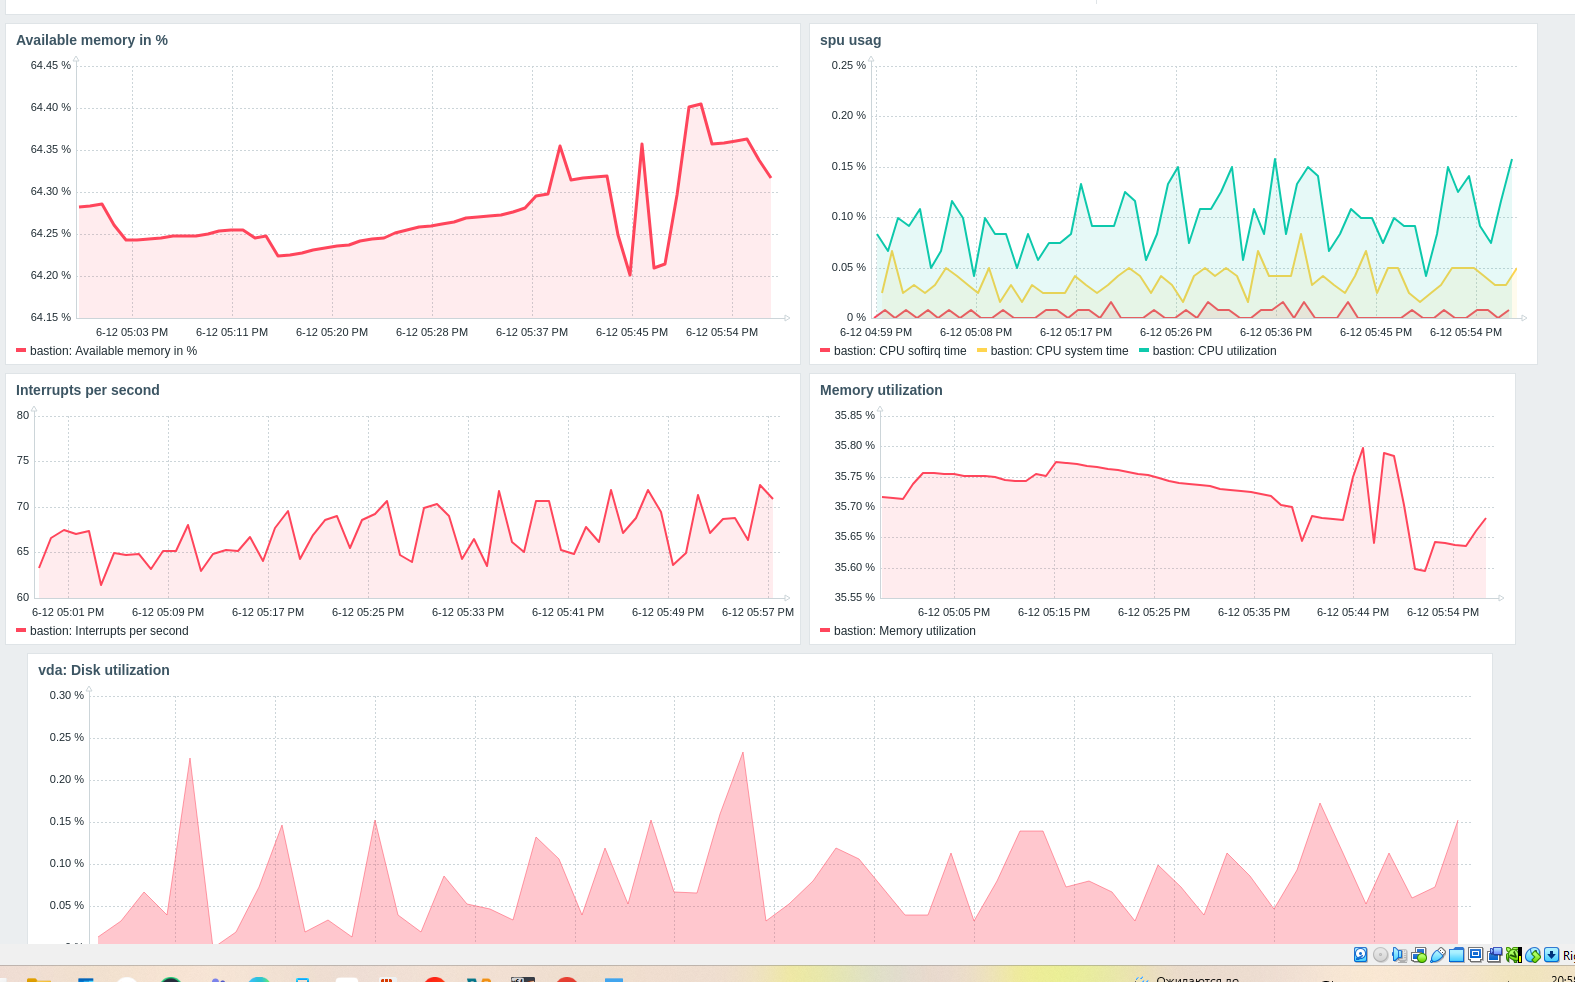 Available memory in %
64.45 %
64.40 %
64.35 %
64.30 %
64.25 %
64.20 %
64.15 %
6-12 05:03 PM 6-12 05:11 PM 6-12 05:20 PM 6-12 05:28 PM 6-12 05:37 PM 6-12 05:45 PM 6-12 05:54 PM
bastion: Available memory in %
spu usag
0.25 %
0.20 %
0.15 %
0.10 %
0.05 %
0 %
6-12 04:59 PM 6-12 05:08 PM 6-12 05:17 PM 6-12 05:26 PM 6-12 05:36 PM 6-12 05:45 PM 6-12 05:54 PM
bastion: CPU softirq time bastion: CPU system time bastion: CPU utilization
Interrupts per second
80
75
70
65
60
6-12 05:01 PM 6-12 05:09 PM 6-12 05:17 PM 6-12 05:25 PM 6-12 05:33 PM 6-12 05:41 PM 6-12 05:49 PM 6-12 05:57 PM
bastion: Interrupts per second
Memory utilization
35.85 %
35.80 %
35.75 %
35.70 %
35.65 %
35.60 %
35.55 %
6-12 05:05 PM 6-12 05:15 PM 6-12 05:25 PM 6-12 05:35 PM 6-12 05:44 PM 6-12 05:54 PM
bastion: Memory utilization
vda: Disk utilization
0.30 %
0.25 %
0.20 %
0.15 %
0.10 %
0.05 %
Ожидаются до